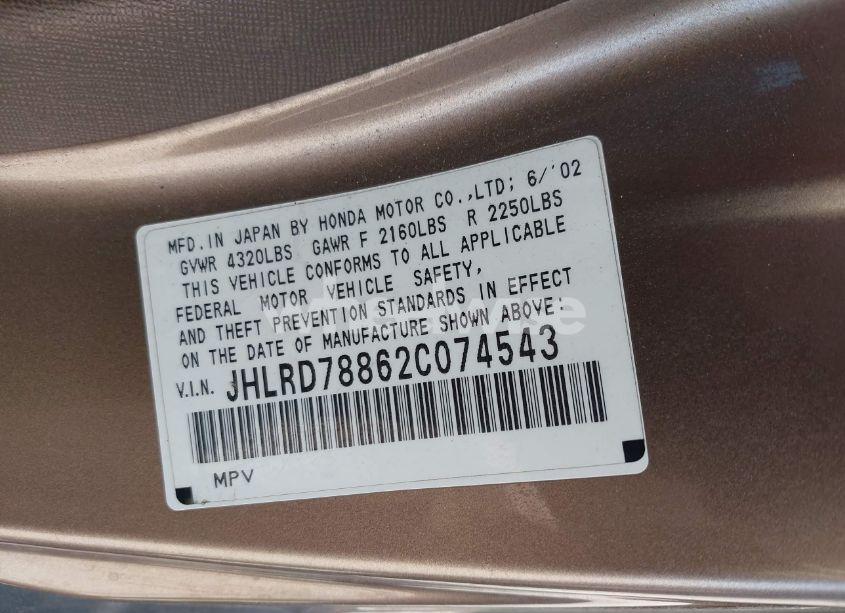 MFD.IN JAPAN BY HONDA MOTOR CO.,LTD; 6/'02
GVWR 4320LBS GAWR F 2160LBS R 2250LBS
THIS VEHICLE CONFORMS TO ALL APPLICABLE
FEDERAL MOTOR VEHICLE SAFETY,
AND THEFT PREVENTION STANDARDS IN EFFECT
ON THE DATE OF MANUFACTURE SHOWN ABOVE:
V.I.N. JHLRD78862C074543
MPV